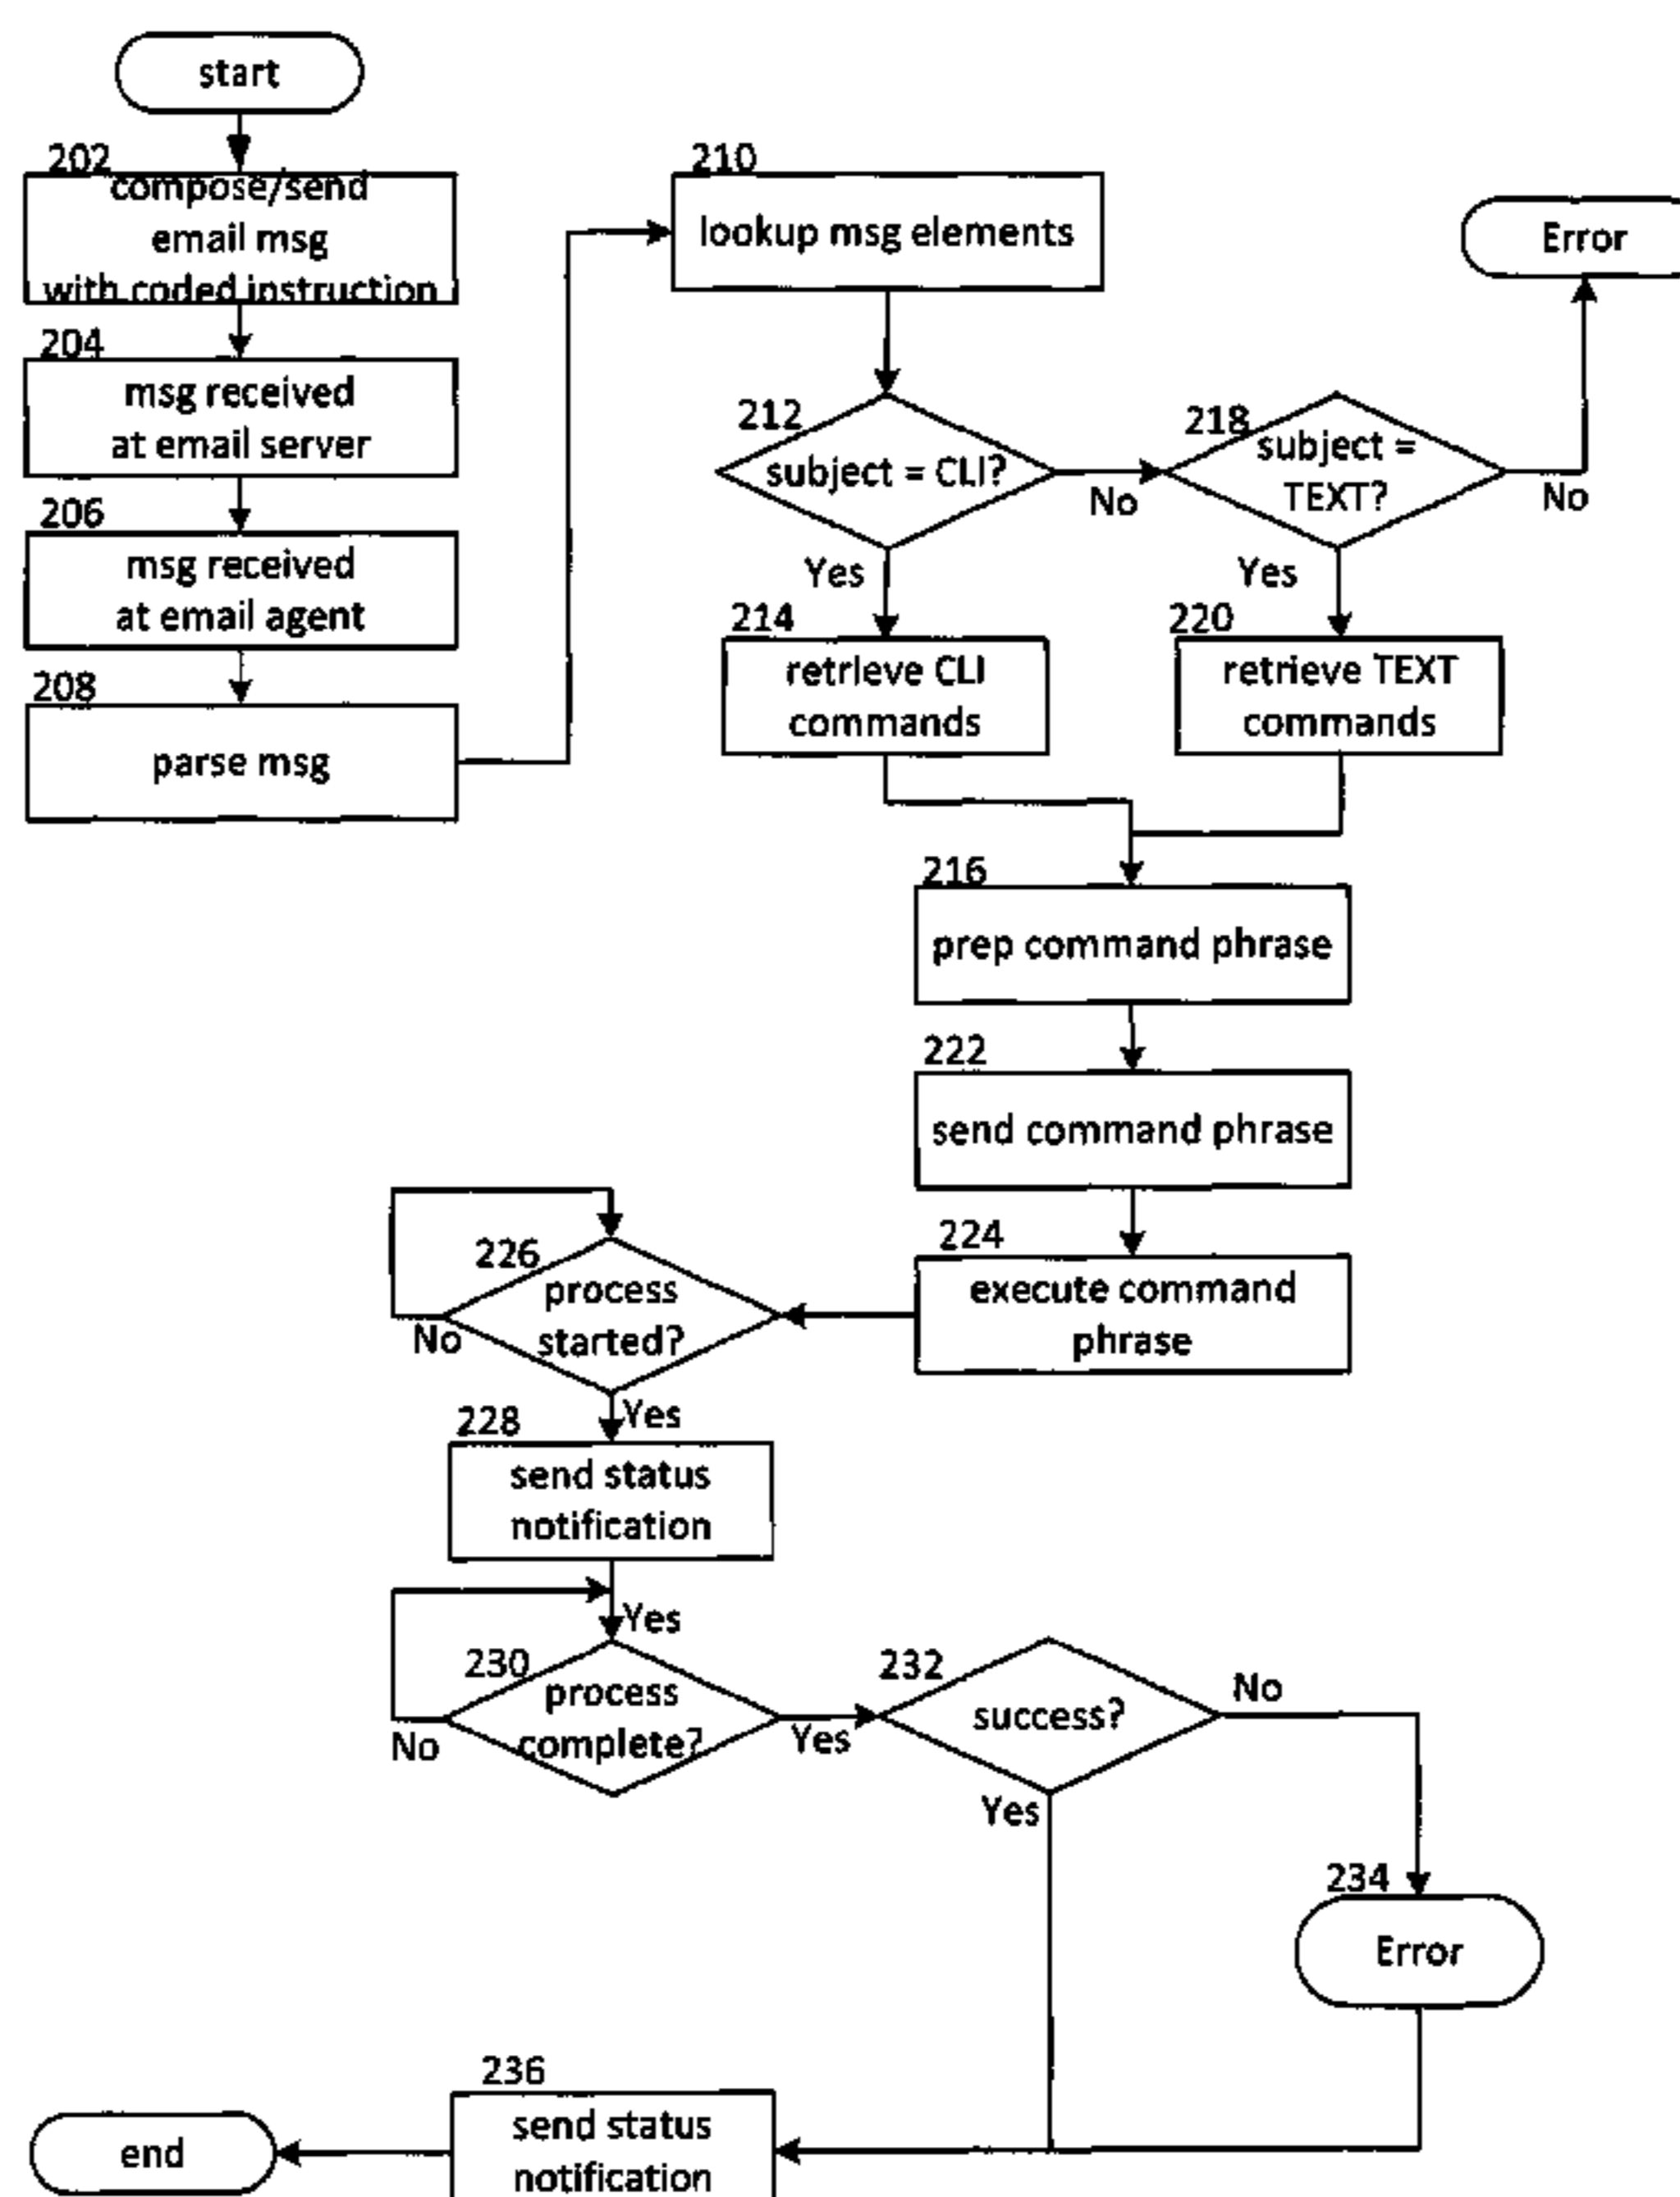 start
202
compose/send
email msg
with coded instruction
204
msg received
at email server
206
msg received
at email agent
208
parse msg
210
lookup msg elements
212
subject = CLI?
No
Yes
218
subject =
TEXT?
No
Yes
Error
214
retrieve CLI
commands
220
retrieve TEXT
commands
216
prep command phrase
222
send command phrase
224
execute command
phrase
226
process
started?
No
Yes
228
send status
notification
Yes
230
process
complete?
No
Yes
232
success?
No
Yes
234
Error
236
send status
notification
end